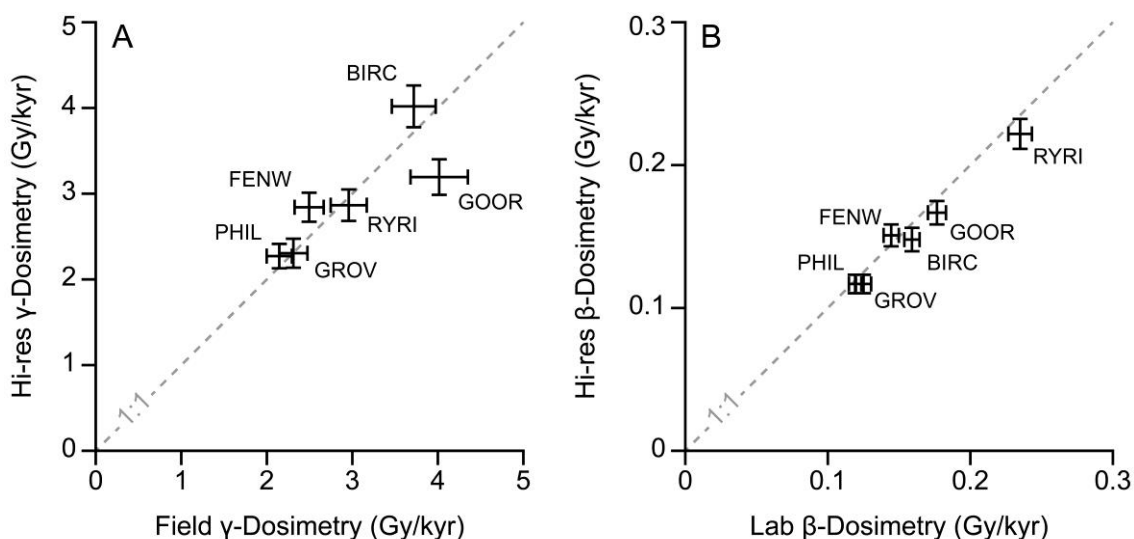 A
5
4
3
2
1
0
Hi-res γ-Dosimetry (Gy/kyr)
BIRC
FENW
GOOR
PHIL
RYRI
GROV
1:1
0
1
2
3
4
5
Field γ-Dosimetry (Gy/kyr)
B
0.3
0.2
0.1
0
Hi-res β-Dosimetry (Gy/kyr)
RYRI
FENW
GOOR
PHIL
BIRC
GROV
1:1
0
0.1
0.2
0.3
Lab β-Dosimetry (Gy/kyr)